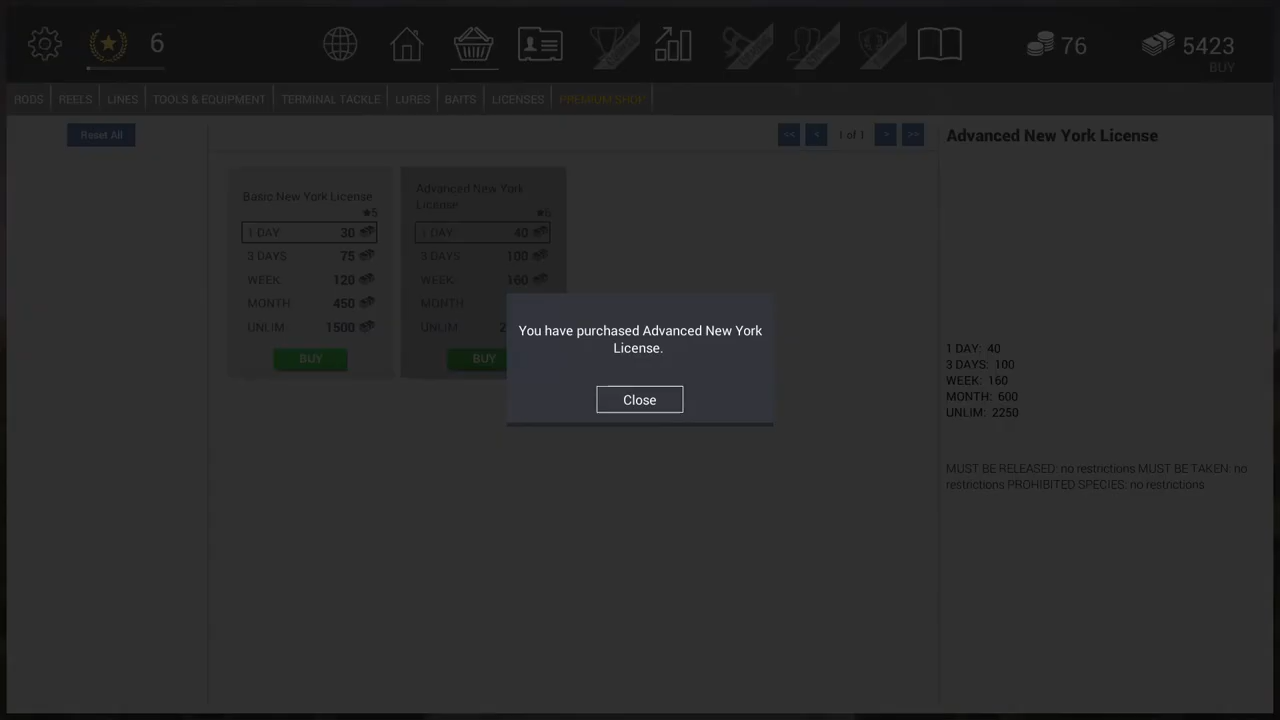 6
76
5423
BUY
RODS REELS LINES TOOLS & EQUIPMENT TERMINAL TACKLE LURES BAITS LICENSES PREMIUM SHOP
Reset All
<< < 1 of 1 > >>
Advanced New York License
Basic New York License
★5
1 DAY: 30
3 DAYS 75
WEEK: 120
MONTH 450
UNLIM 1500
BUY
Advanced New York
License
★6
1 DAY: 40
3 DAYS 100
WEEK: 160
MONTH
UNLIM 2
BUY
You have purchased Advanced New York
License.
Close
1 DAY: 40
3 DAYS: 100
WEEK: 160
MONTH: 600
UNLIM: 2250
MUST BE RELEASED: no restrictions MUST BE TAKEN: no
restrictions PROHIBITED SPECIES: no restrictions